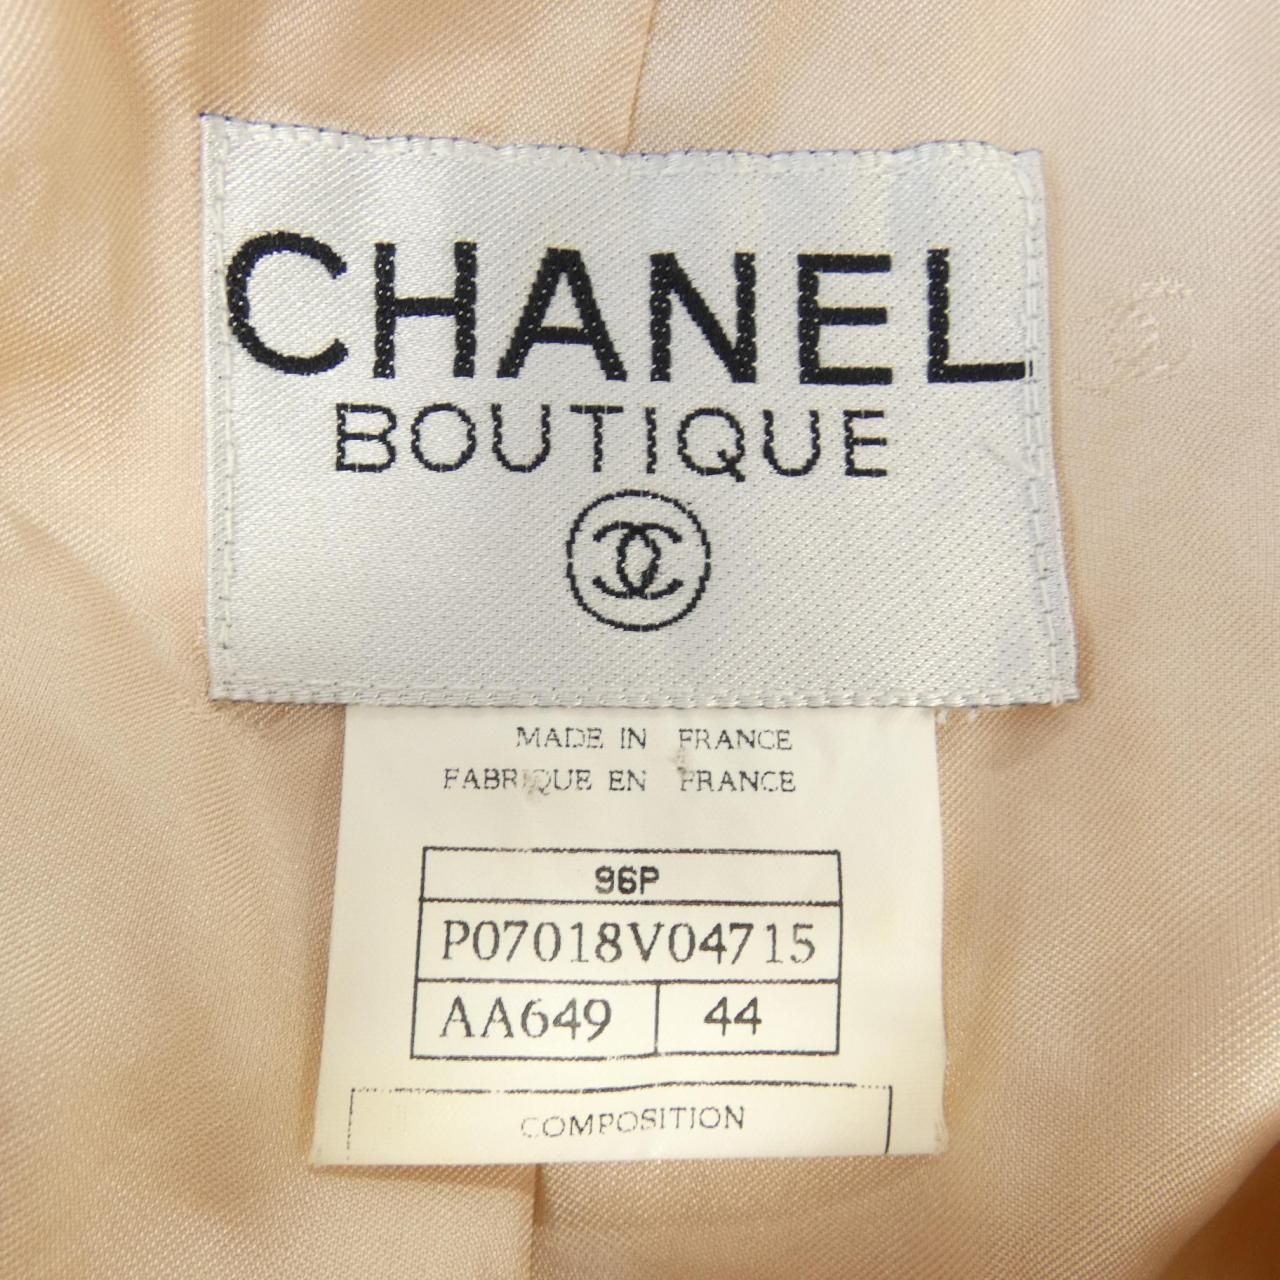 CHANEL
BOUTIQUE
MADE IN FRANCE
FABRIQUE EN FRANCE
96P
P07018V04715
AA649 44
COMPOSITION